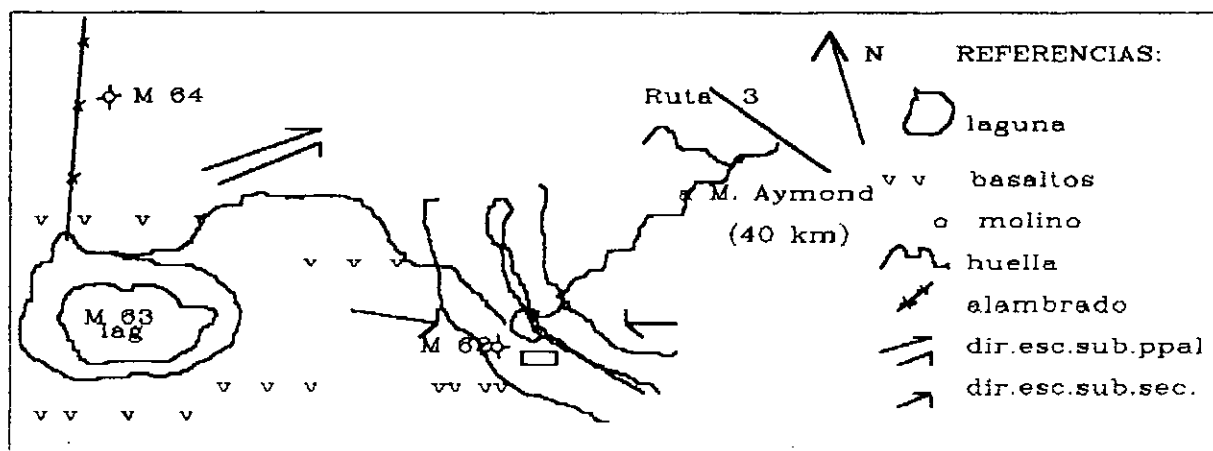 M 64
Ruta 3
N
REFERENCIAS:
laguna
v v basaltos
a M. Aymond
(40 km)
molino
huella
alambrado
dir.esc.sub.ppal
dir.esc.sub.sec.
M 63
lag
M 62